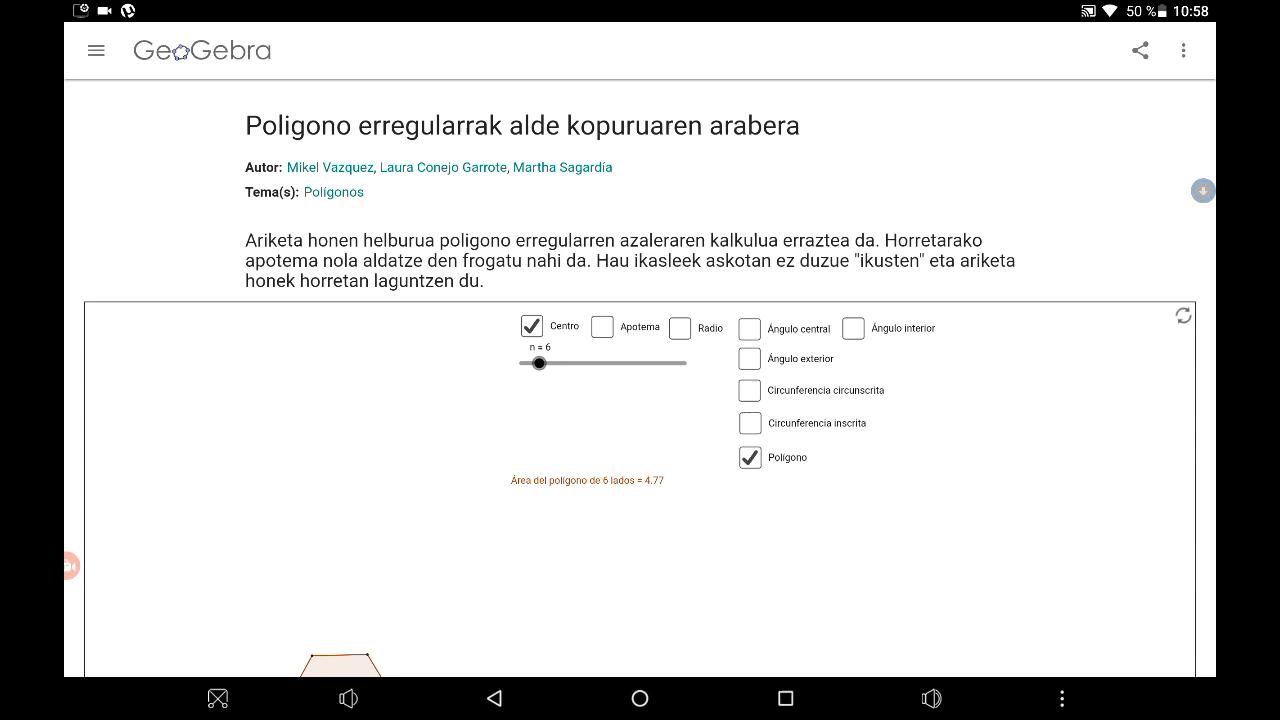 50 % 10:58
GeoGebra
Poligono erregularrak alde kopuruaren arabera
Autor: Mikel Vazquez, Laura Conejo Garrote, Martha Sagardía
Tema(s): Polígonos
Ariketa honen helburua poligono erregularren azaleraren kalkulua erraztea da. Horretarako
apotema nola aldatze den frogatu nahi da. Hau ikasleek askotan ez duzue "ikusten" eta ariketa
honek horretan laguntzen du.
Centro Apotema Radio Ángulo central Ángulo interior
n = 6
Ángulo exterior
Circunferencia circunscrita
Circunferencia inscrita
Polígono
Área del polígono de 6 lados = 4.77